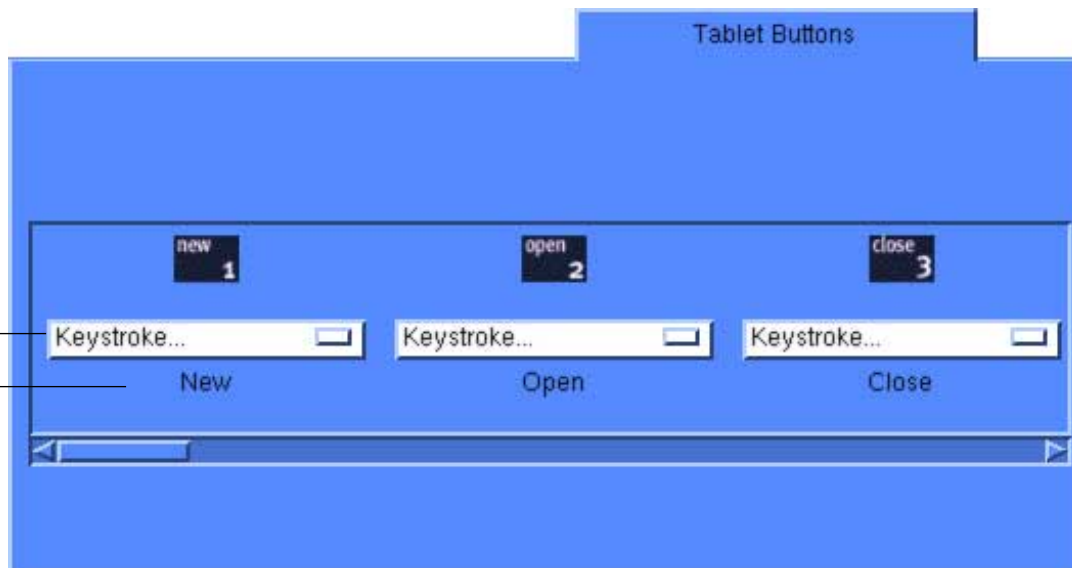 Tablet Buttons
new 1
open 2
close 3
Keystroke...
Keystroke...
Keystroke...
New
Open
Close